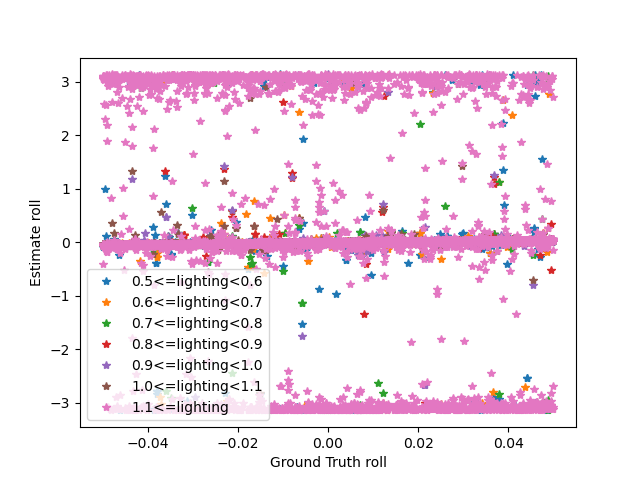 3
2
1
0
−1
−2
−3
Estimate roll
0.5<=lighting<0.6
0.6<=lighting<0.7
0.7<=lighting<0.8
0.8<=lighting<0.9
0.9<=lighting<1.0
1.0<=lighting<1.1
1.1<=lighting
−0.04 −0.02 0.00 0.02 0.04
Ground Truth roll